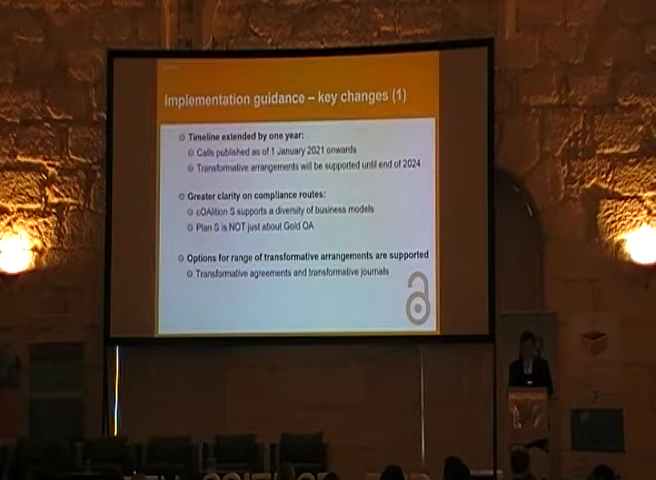 Implementation guidance – key changes (1)
Timeline extended by one year:
Calls published as of 1 January 2021 onwards
Transformative arrangements will be supported until end of 2024
Greater clarity on compliance routes:
cOAlition S supports a diversity of business models
Plan S is NOT just about Gold OA
Options for range of transformative arrangements are supported
Transformative agreements and transformative journals